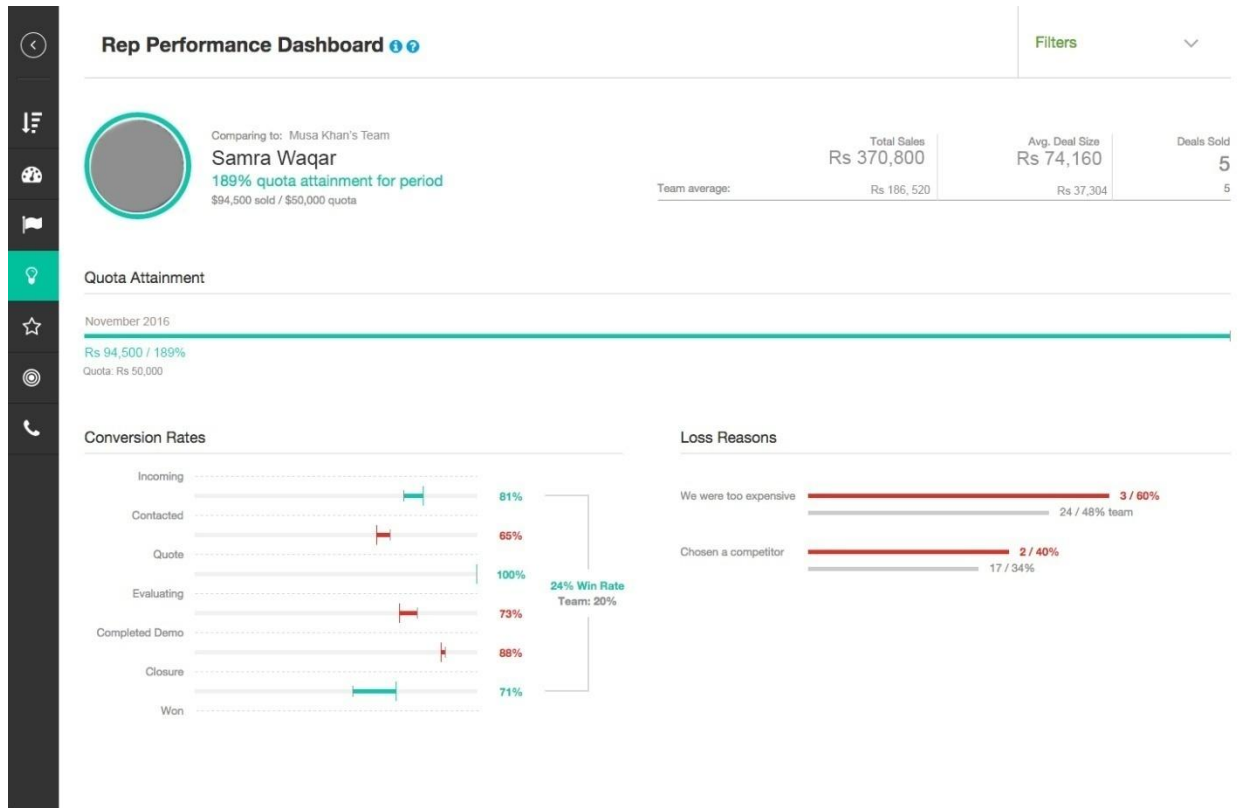 Rep Performance Dashboard
Filters
Comparing to: Musa Khan's Team
Samra Waqar
189% quota attainment for period
$94,500 sold / $50,000 quota
Total Sales Avg. Deal Size Deals Sold
Rs 370,800 Rs 74,160 5
Team average: Rs 186, 520 Rs 37,304 5
Quota Attainment
November 2016
Rs 94,500 / 189%
Quota: Rs 50,000
Conversion Rates
Incoming
81%
Contacted
65%
Quote
100%
Evaluating
73%
Completed Demo
88%
Closure
71%
Won
24% Win Rate
Team: 20%
Loss Reasons
We were too expensive 3 / 60%
24 / 48% team
Chosen a competitor 2 / 40%
17 / 34%